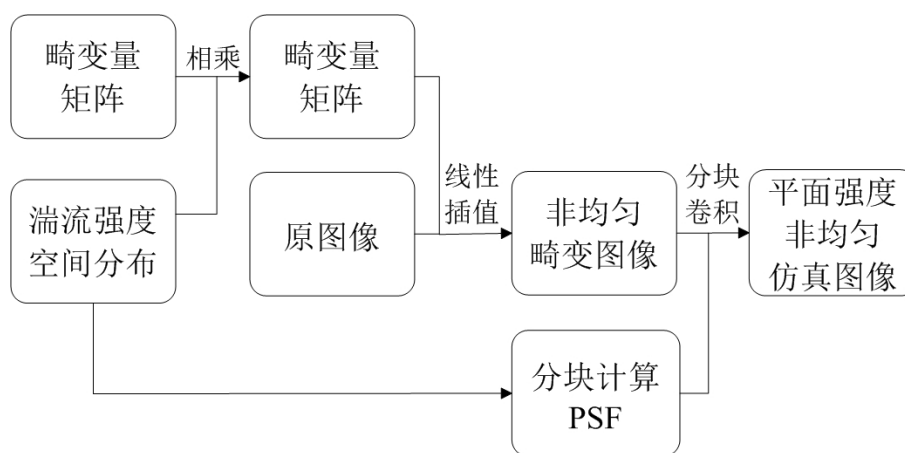 畸变量
矩阵
相乘
畸变量
矩阵
湍流强度
空间分布
原图像
线性
插值
非均匀
畸变图像
分块
卷积
平面强度
非均匀
仿真图像
分块计算
PSF